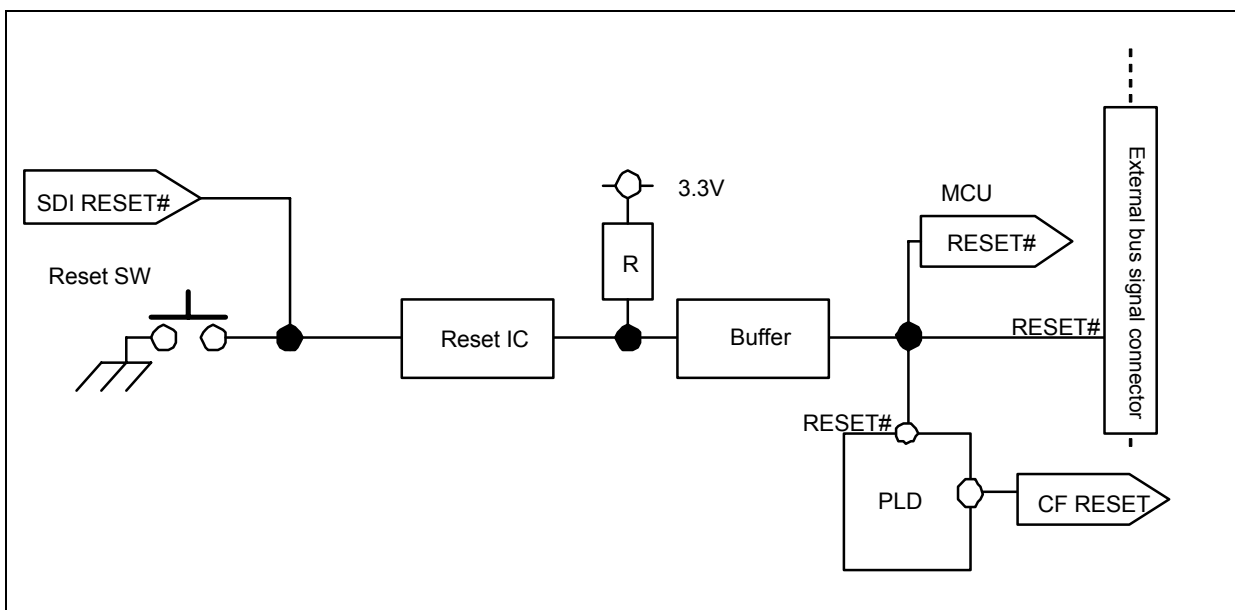 SDI RESET#
Reset SW
Reset IC
3.3V
R
Buffer
MCU
RESET#
RESET#
External bus signal connector
RESET#
PLD
CF RESET